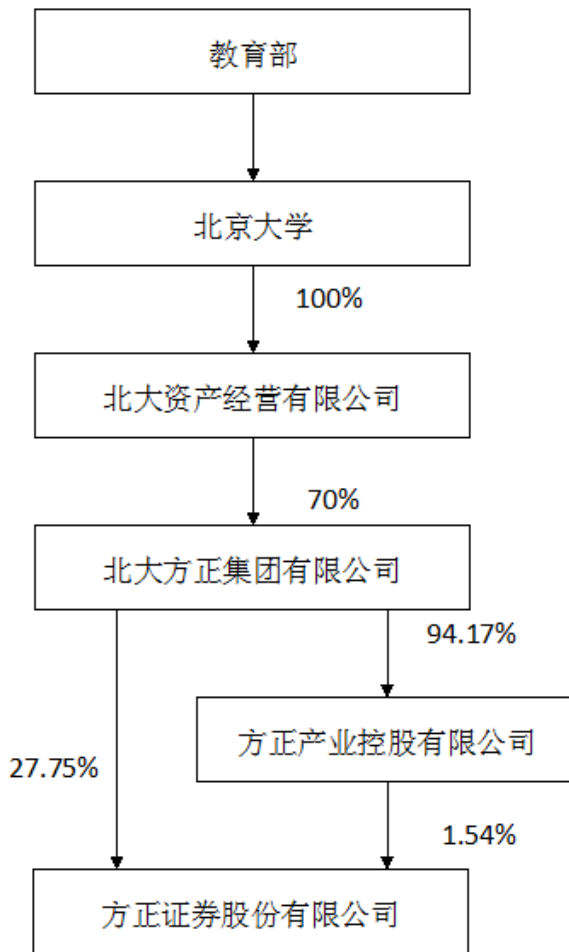 教育部
北京大学
100%
北大资产经营有限公司
70%
北大方正集团有限公司
94.17%
方正产业控股有限公司
27.75%
1.54%
方正证券股份有限公司